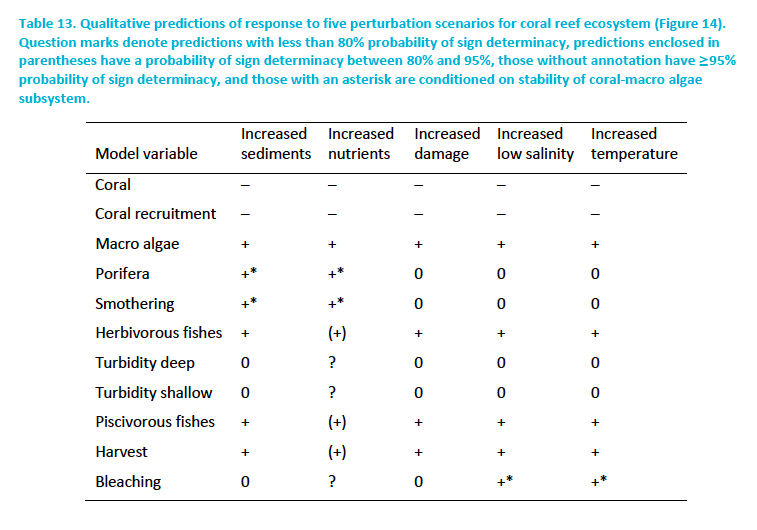 Table 13. Qualitative predictions of response to five perturbation scenarios for coral reef ecosystem (Figure 14).
Question marks denote predictions with less than 80% probability of sign determinacy, predictions enclosed in
parentheses have a probability of sign determinacy between 80% and 95%, those without annotation have ≥95%
probability of sign determinacy, and those with an asterisk are conditioned on stability of coral-macro algae
subsystem.
Increased Increased Increased Increased Increased
Model variable sediments nutrients damage low salinity temperature
Coral – – – – –
Coral recruitment – – – – –
Macro algae + + + + +
Porifera +* +* 0 0 0
Smothering +* +* 0 0 0
Herbivorous fishes + (+) + + +
Turbidity deep 0 ? 0 0 0
Turbidity shallow 0 ? 0 0 0
Piscivorous fishes + (+) + + +
Harvest + (+) + + +
Bleaching 0 ? 0 +* +*